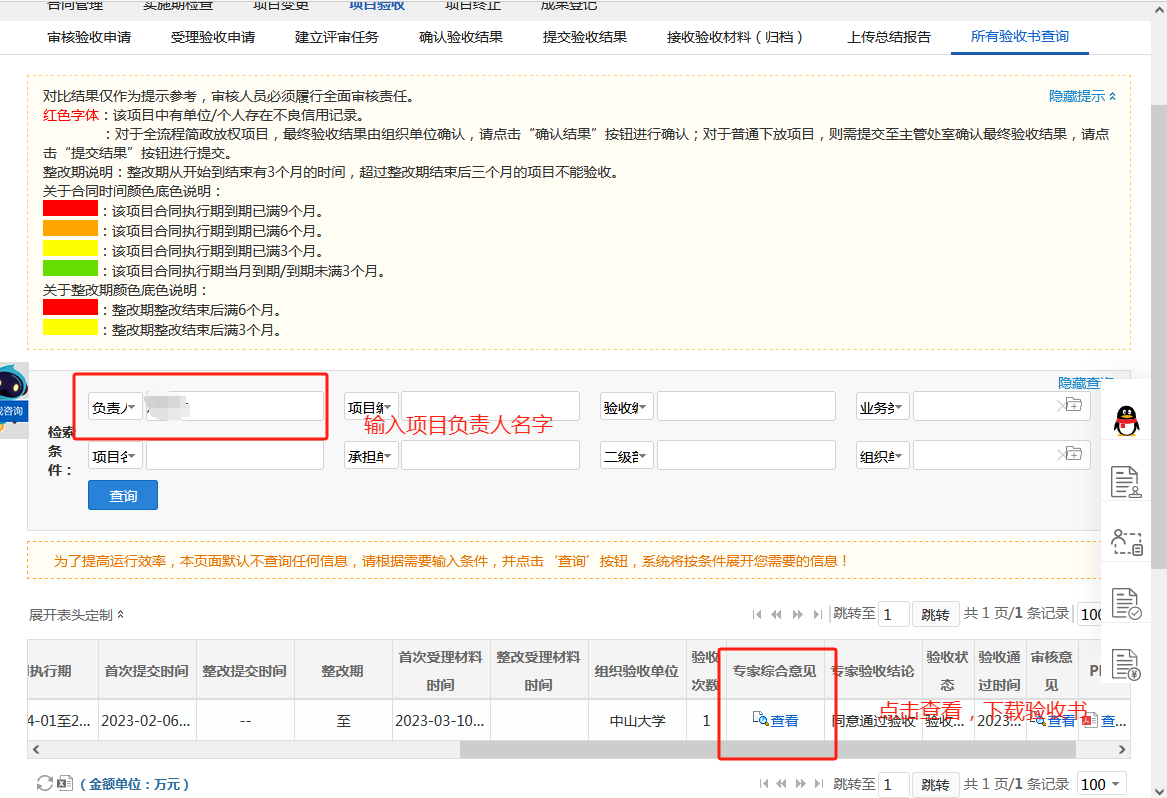 合同管理 实施期检查 项目变更 项目验收 项目终止 成果登记
审核验收申请 受理验收申请 建立评审任务 确认验收结果 提交验收结果 接收验收材料（归档） 上传总结报告 所有验收书查询
对比结果仅作为提示参考，审核人员必须履行全面审核责任。 隐藏提示
红色字体：该项目中有单位/个人存在不良信用记录。
：对于全流程简政放权项目，最终验收结果由组织单位确认，请点击“确认结果”按钮进行确认；对于普通下放项目，则需提交至主管处室确认最终验收结果，请点
击“提交结果”按钮进行提交。
整改期说明：整改期从开始到结束有3个月的时间，超过整改期结束后三个月的项目不能验收。
关于合同时间颜色底色说明：
：该项目合同执行期到期已满9个月。
：该项目合同执行期到期已满6个月。
：该项目合同执行期到期已满3个月。
：该项目合同执行期当月到期/到期未满3个月。
关于整改期颜色底色说明：
：整改期整改结束后满6个月。
：整改期整改结束后满3个月。
隐藏查询
咨询
检索条件：
负责人 项目编 验收编 业务
输入项目负责人名字
项目名 承担单 二级部 组织单
查询
为了提高运行效率，本页面默认不查询任何信息，请根据需要输入条件，并点击‘查询’按钮，系统将按条件展开您需要的信息！
展开表头定制 跳转至 1 跳转 共 1 页/1 条记录 100
执行期 首次提交时间 整改提交时间 整改期 首次受理材料时间 整改受理材料时间 组织验收单位 验收次数 专家综合意见 专家验收结论 验收状态 验收通过时间 审核意见
点击查看，下载验收书
4-01至2... 2023-02-06... -- 至 2023-03-10... 中山大学 1 查看 同意通过验收 验收... 2023... 查看 查...
（金额单位：万元） 跳转至 1 跳转 共 1 页/1 条记录 100